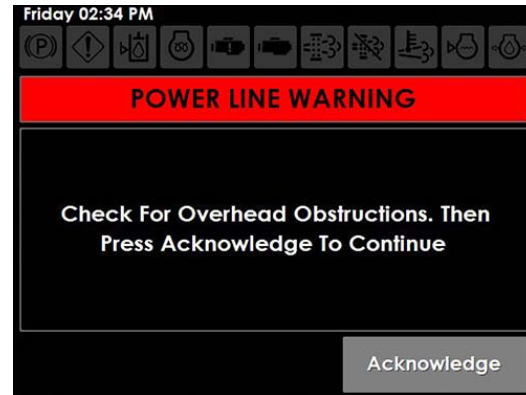 Friday 02:34 PM
(P)
POWER LINE WARNING
Check For Overhead Obstructions. Then
Press Acknowledge To Continue
Acknowledge